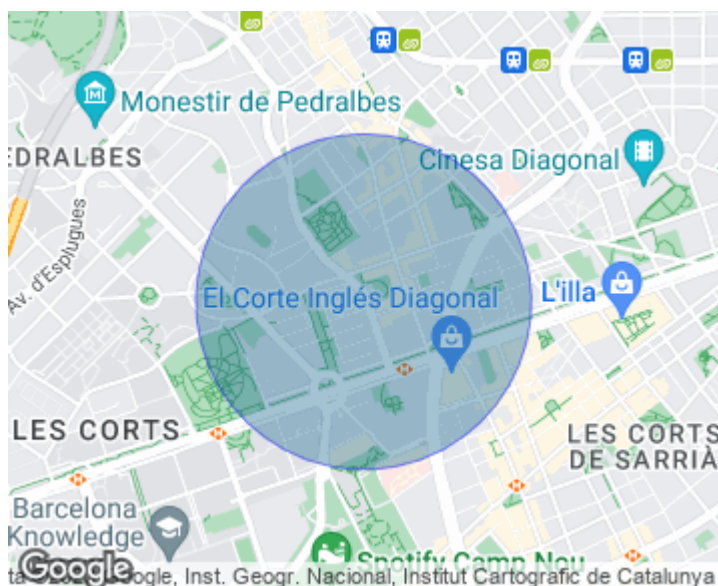 Monestir de Pedralbes
EDRALBES
Cinesa Diagonal
Av. d'Esplugues
El Corte Inglés Diagonal
L'illa
LES CORTS
LES CORTS
DE SARRIÀ
Barcelona
Knowledge
Spotify Camp Nou
Google
Google, Inst. Geogr. Nacional, Institut Cartogràfic de Catalunya